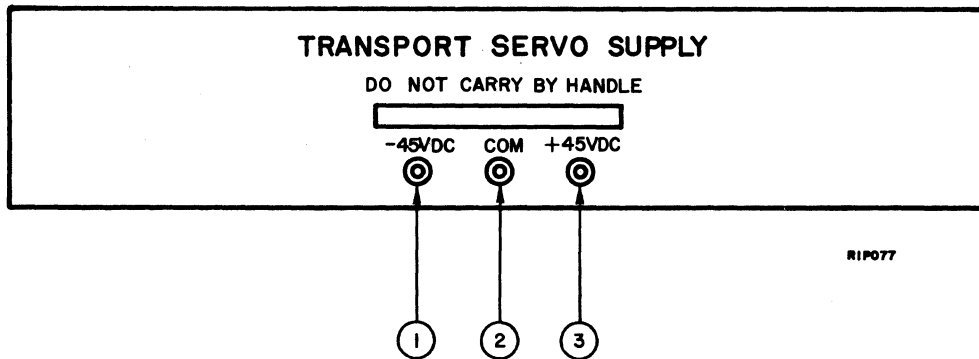 TRANSPORT SERVO SUPPLY
DO NOT CARRY BY HANDLE
-45VDC COM +45VDC
RIP077
1 2 3